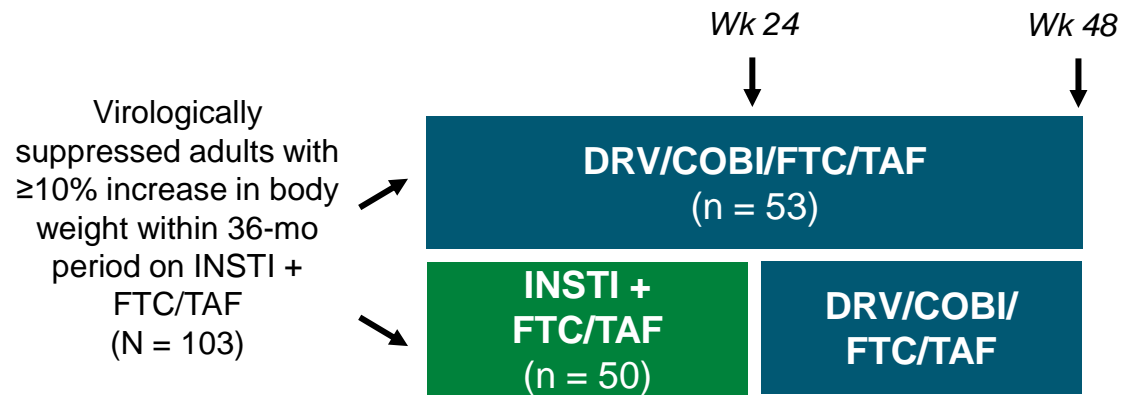 Wk 24
Wk 48
Virologically
suppressed adults with
≥10% increase in body
weight within 36-mo
period on INSTI +
FTC/TAF
(N = 103)
DRV/COBI/FTC/TAF
(n = 53)
INSTI +
FTC/TAF
(n = 50)
DRV/COBI/
FTC/TAF